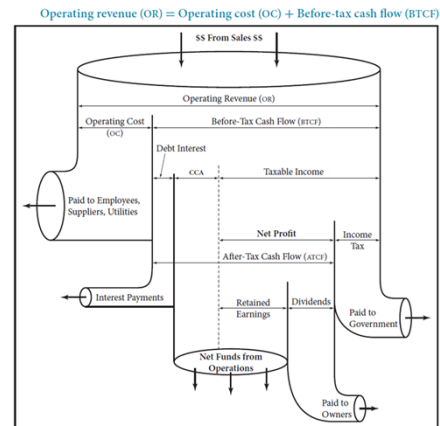 Operating revenue (OR) = Operating cost (OC) + Before-tax cash flow (BTCF)
$$ From Sales $$
Operating Revenue (OR)
Operating Cost
(OC)
Before-Tax Cash Flow (BTCF)
Debt Interest
CCA
Taxable Income
Paid to Employees,
Suppliers, Utilities
Net Profit
Income
Tax
After-Tax Cash Flow (ATCF)
Interest Payments
Retained
Earnings
Dividends
Paid to
Government
Net Funds from
Operations
Paid to
Owners